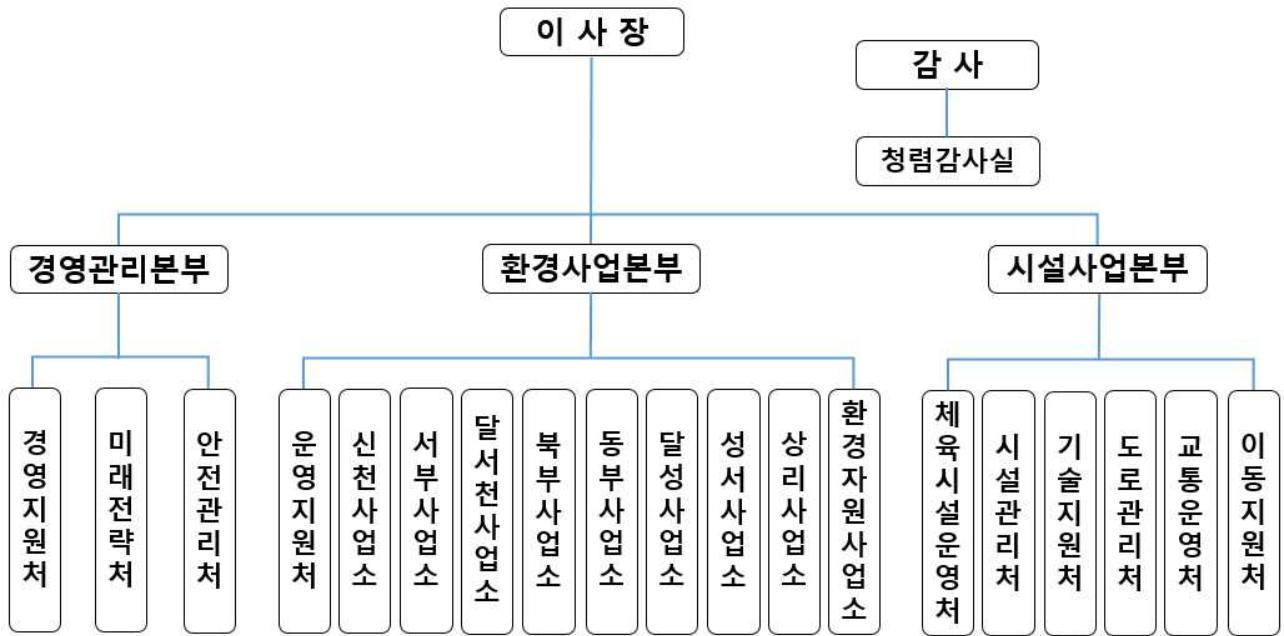 이 사 장
감 사
청렴감사실
경영관리본부
환경사업본부
시설사업본부
경영지원처
미래전략처
안전관리처
운영지원처
신천사업소
서부사업소
달서천사업소
북부사업소
동부사업소
달성사업소
성서사업소
상리사업소
환경자원사업소
체육시설운영처
시설관리처
기술지원처
도로관리처
교통운영처
이동지원처